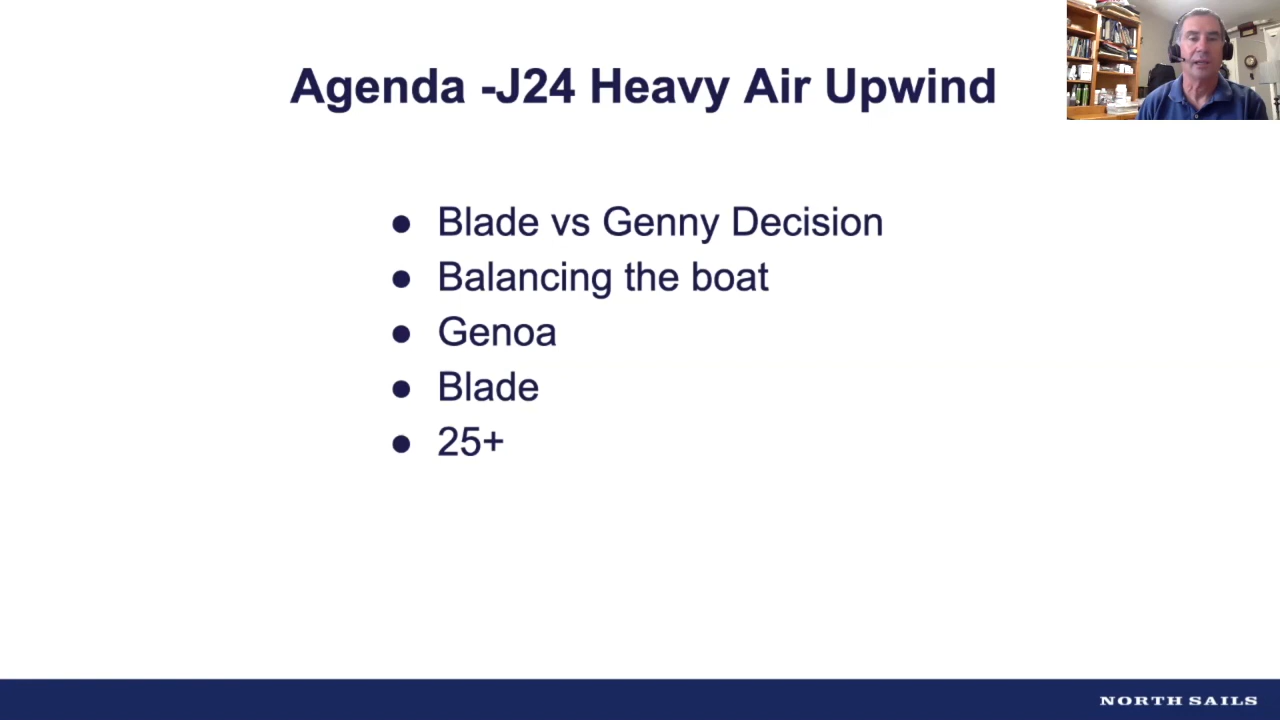 Agenda -J24 Heavy Air Upwind
● Blade vs Genny Decision
● Balancing the boat
● Genoa
● Blade
● 25+
NORTH SAILS